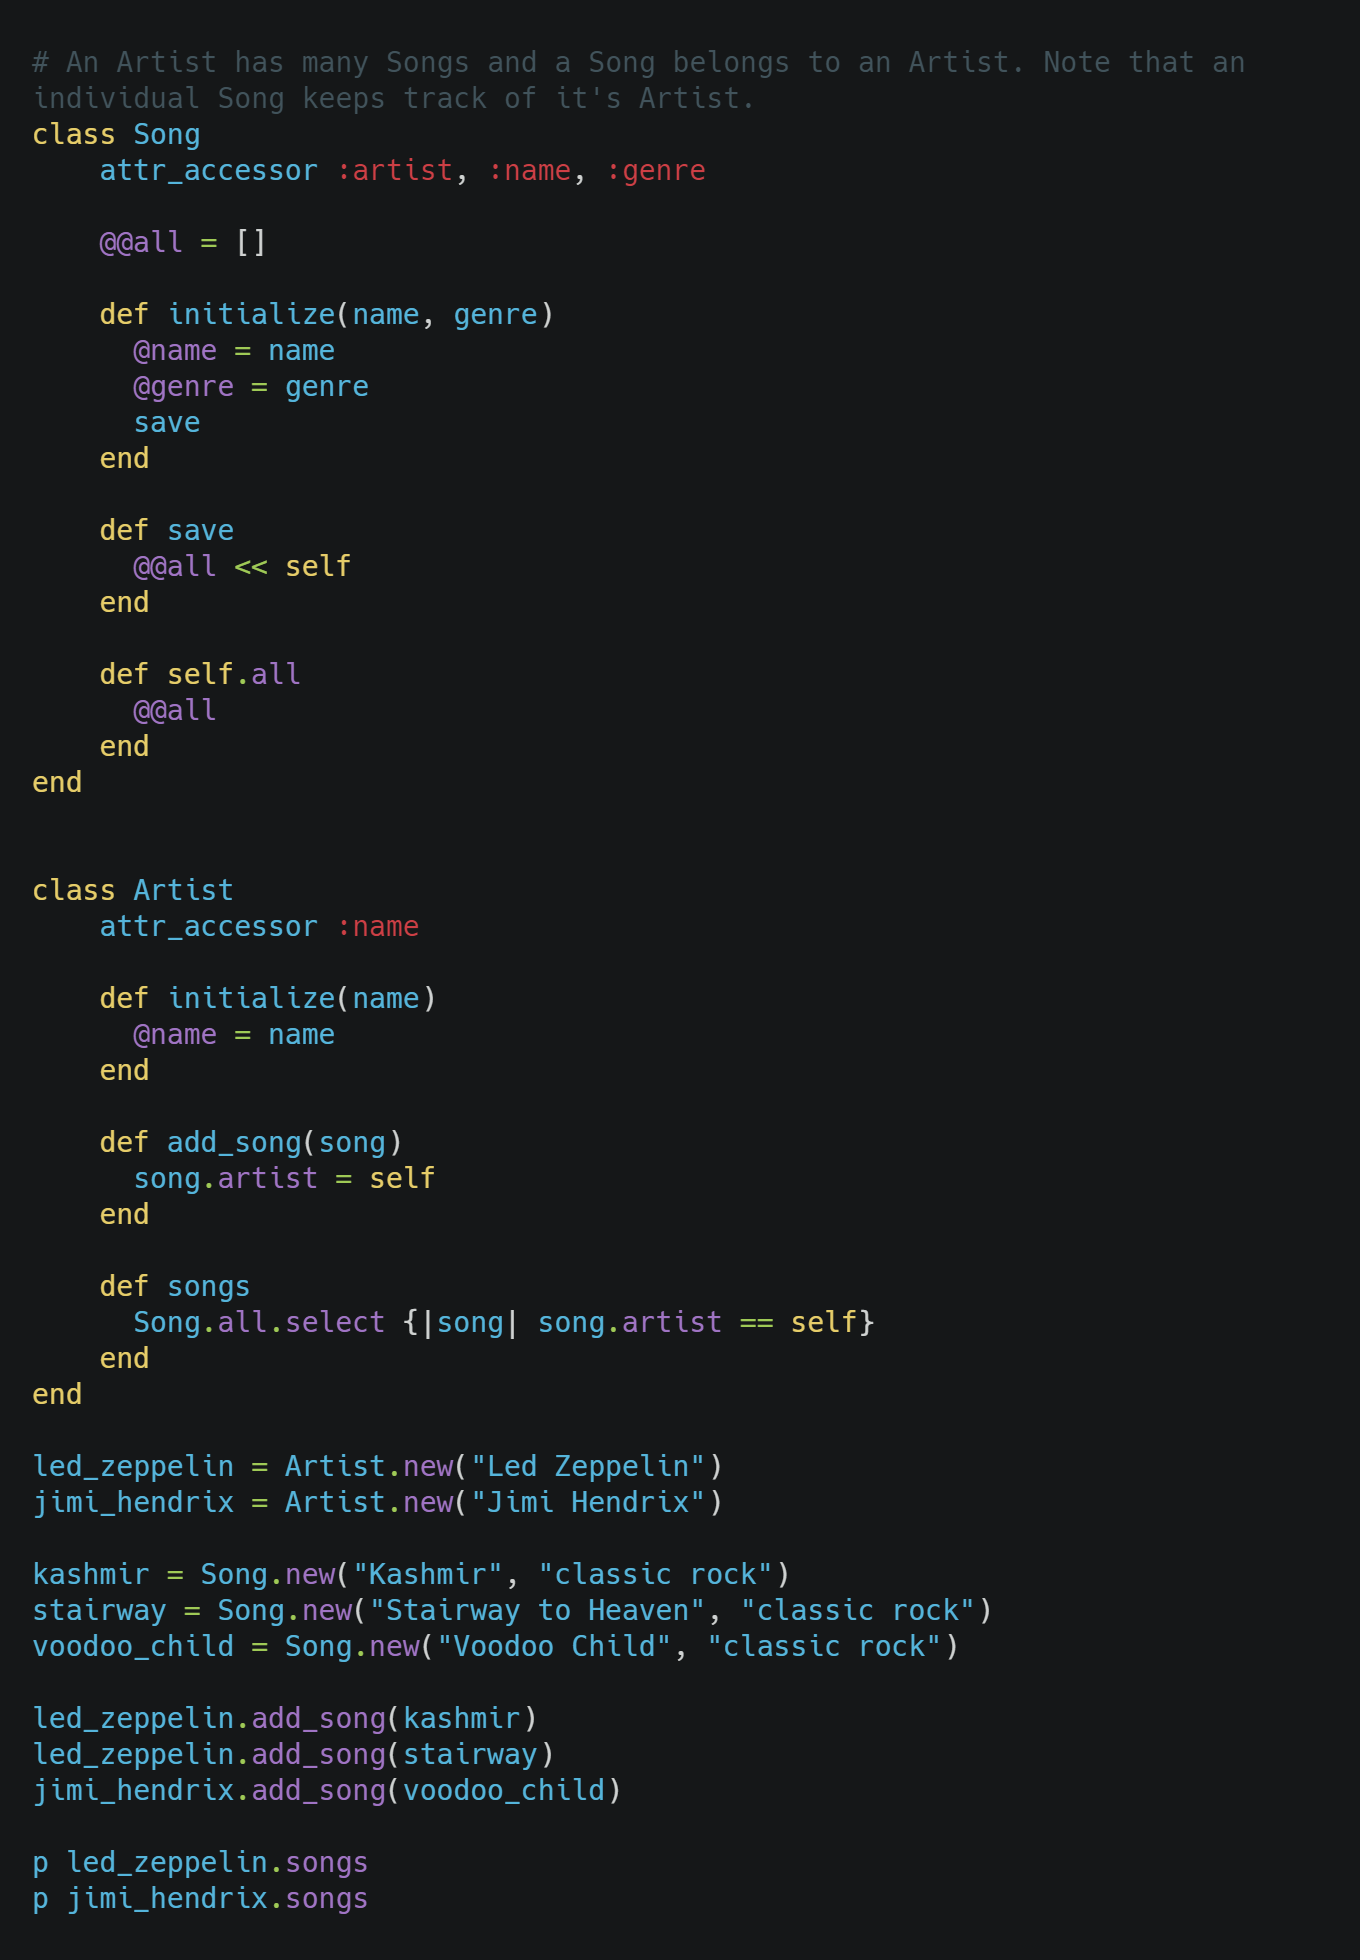 # An Artist has many Songs and a Song belongs to an Artist. Note that an
individual Song keeps track of it's Artist.
class Song
    attr_accessor :artist, :name, :genre

    @@all = []

    def initialize(name, genre)
      @name = name
      @genre = genre
      save
    end

    def save
      @@all << self
    end

    def self.all
      @@all
    end
end


class Artist
    attr_accessor :name

    def initialize(name)
      @name = name
    end

    def add_song(song)
      song.artist = self
    end

    def songs
      Song.all.select {|song| song.artist == self}
    end
end

led_zeppelin = Artist.new("Led Zeppelin")
jimi_hendrix = Artist.new("Jimi Hendrix")

kashmir = Song.new("Kashmir", "classic rock")
stairway = Song.new("Stairway to Heaven", "classic rock")
voodoo_child = Song.new("Voodoo Child", "classic rock")

led_zeppelin.add_song(kashmir)
led_zeppelin.add_song(stairway)
jimi_hendrix.add_song(voodoo_child)

p led_zeppelin.songs
p jimi_hendrix.songs